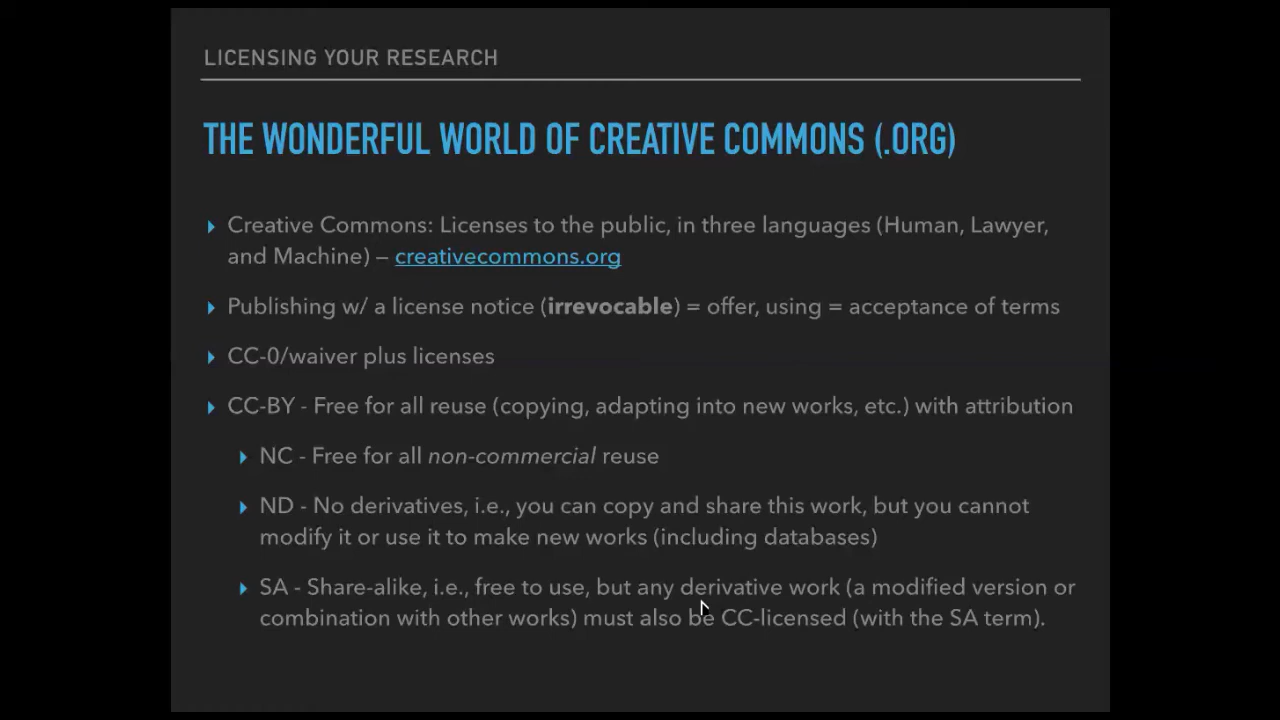 LICENSING YOUR RESEARCH
THE WONDERFUL WORLD OF CREATIVE COMMONS (.ORG)
Creative Commons: Licenses to the public, in three languages (Human, Lawyer,
and Machine) – creativecommons.org
Publishing w/ a license notice (irrevocable) = offer, using = acceptance of terms
CC-0/waiver plus licenses
CC-BY - Free for all reuse (copying, adapting into new works, etc.) with attribution
NC - Free for all non-commercial reuse
ND - No derivatives, i.e., you can copy and share this work, but you cannot
modify it or use it to make new works (including databases)
SA - Share-alike, i.e., free to use, but any derivative work (a modified version or
combination with other works) must also be CC-licensed (with the SA term).